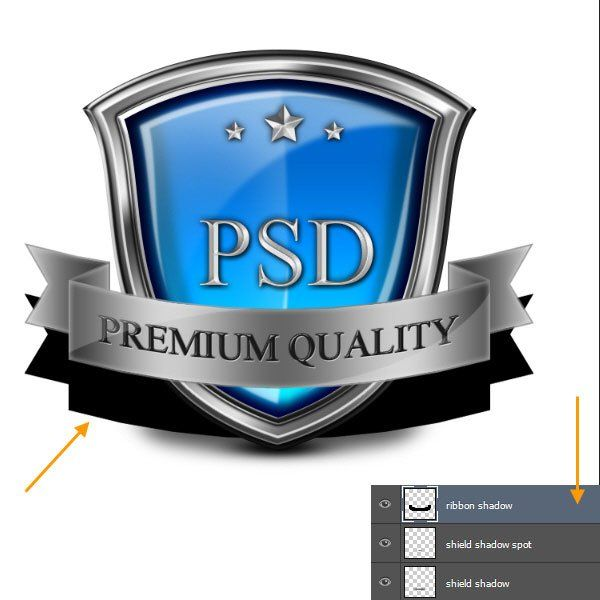 PSD
PREMIUM QUALITY
ribbon shadow
shield shadow spot
shield shadow